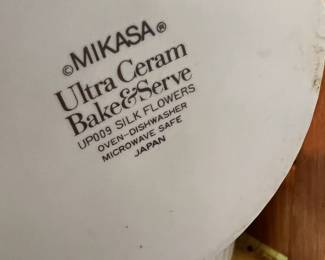 ©MIKASA®
Ultra Ceram
Bake&Serve
UP009 SILK FLOWERS
OVEN-DISHWASHER
MICROWAVE SAFE
JAPAN